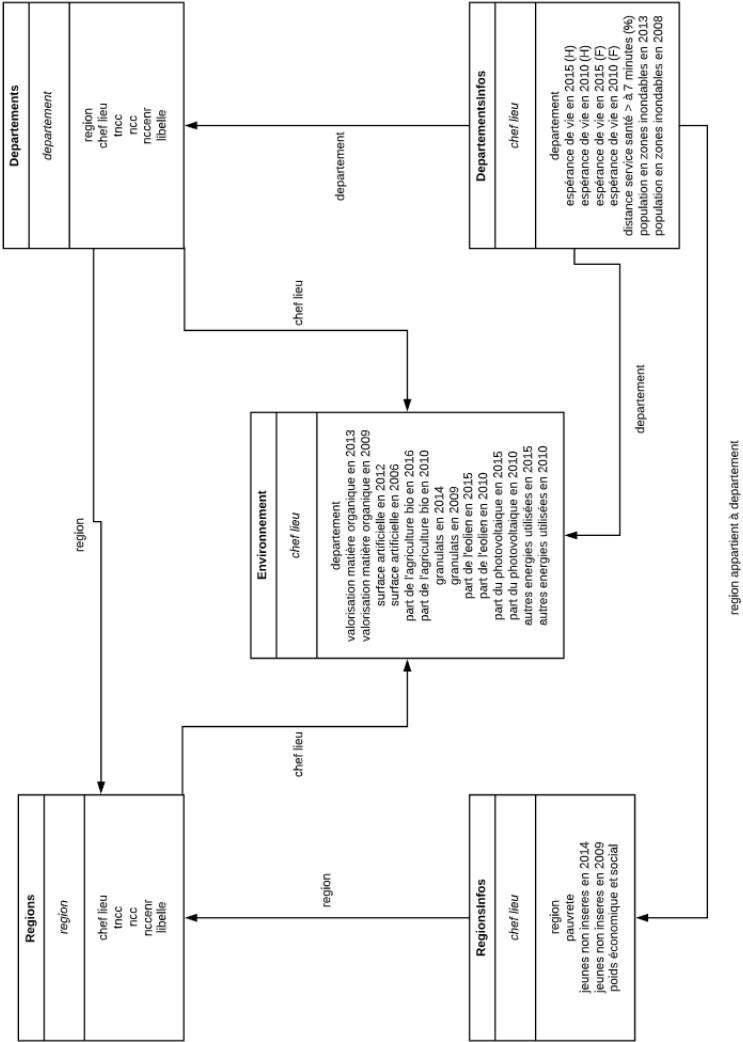 Regions
region
chef lieu
tncc
ncc
nccenr
libelle
region
Departements
departement
region
chef lieu
tncc
ncc
nccenr
libelle
chef lieu
chef lieu
Environnement
chef lieu
departement
valorisation matière organique en 2013
valorisation matière organique en 2009
surface artificielle en 2012
surface artificielle en 2006
part de l'agriculture bio en 2016
part de l'agriculture bio en 2010
granulats en 2014
granulats en 2009
part de l'eolien en 2015
part de l'eolien en 2010
part du photovoltaique en 2015
part du photovoltaique en 2010
autres energies utilisées en 2015
autres energies utilisées en 2010
region
departement
RegionsInfos
chef lieu
region
pauvrete
jeunes non inseres en 2014
jeunes non inseres en 2009
poids économique et social
departement
DepartementsInfos
chef lieu
departement
espérance de vie en 2015 (H)
espérance de vie en 2010 (H)
espérance de vie en 2015 (F)
espérance de vie en 2010 (F)
distance service santé > à 7 minutes (%)
population en zones inondables en 2013
population en zones inondables en 2008
region appartient à departement